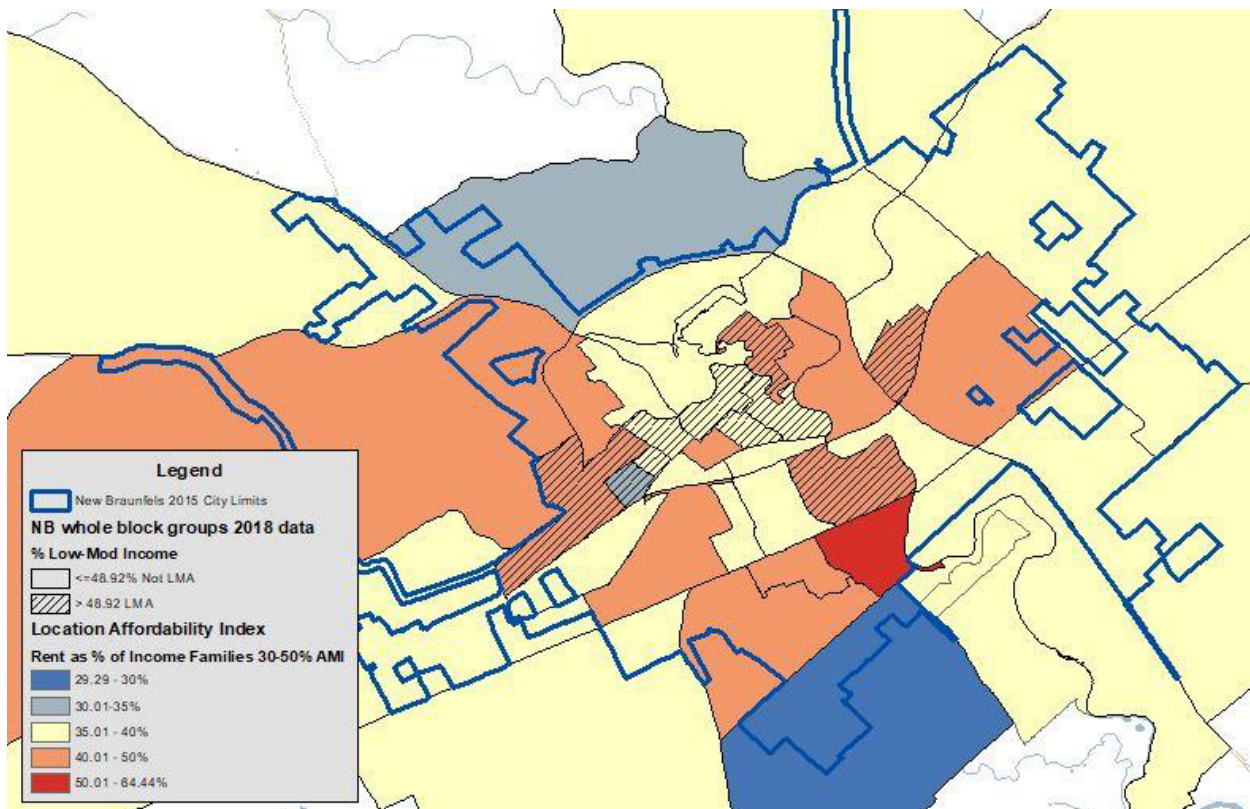 Legend
New Braunfels 2015 City Limits
NB whole block groups 2018 data
% Low-Mod Income
<=48.92% Not LMA
> 48.92 LMA
Location Affordability Index
Rent as % of Income Families 30-50% AMI
29.29 - 30%
30.01-35%
35.01 - 40%
40.01 - 50%
50.01 - 64.44%